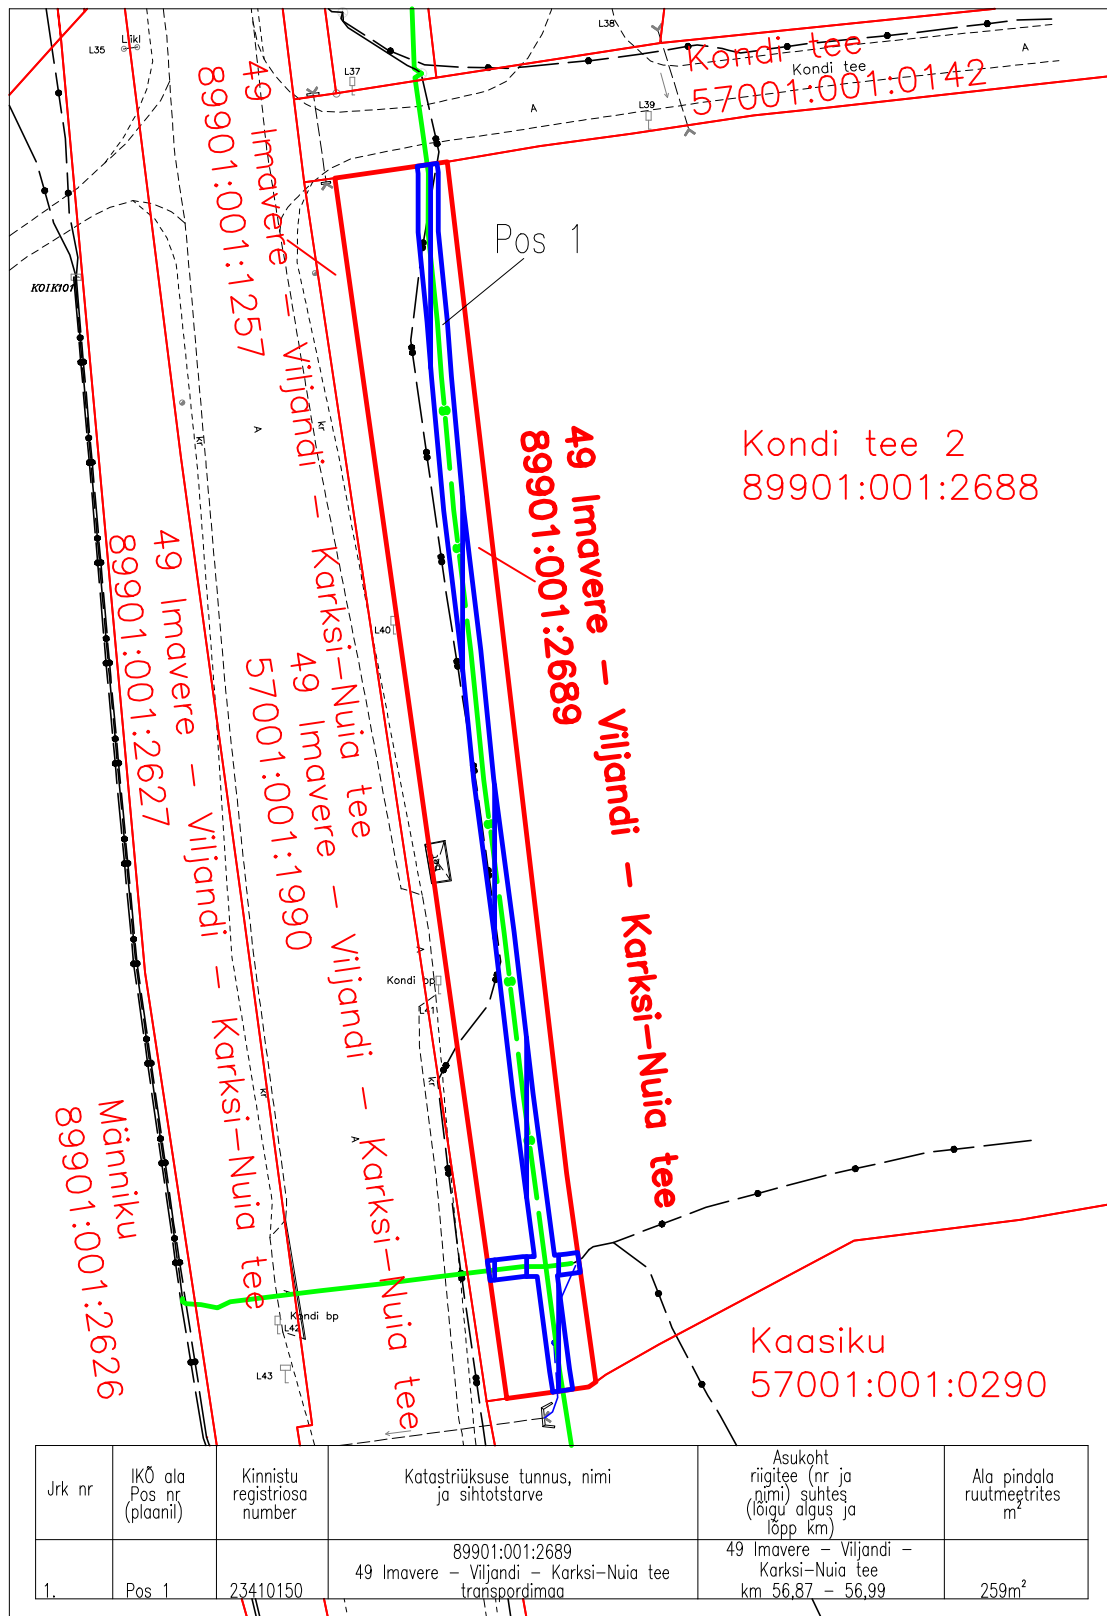 L35
L ikl
L37
L38
L39
A
A
Kondi tee
Kondi tee
57001:001:0142
49 Imavere – Viljandi – Karksi–Nuia tee
89901:001:1257
Pos 1
KOIK101
A
kr
kr
49 Imavere – Viljandi – Karksi–Nuia tee
89901:001:2689
Kondi tee 2
89901:001:2688
49 Imavere – Viljandi – Karksi–Nuia tee
89901:001:2627
L40
49 Imavere – Viljandi – Karksi–Nuia tee
57001:001:1990
A
Kondi bp
L41
kr
kr
A
Männiku
89901:001:2626
A
Kondi bp
L42
L43
Kaasiku
57001:001:0290
Jrk nr
IKÕ ala
Pos nr
(plaanil)
Kinnistu
registriosa
number
Katastriüksuse tunnus, nimi
ja sihtotstarve
Asukoht
riigitee (nr ja
nimi) suhtes
(lõigu algus ja
lõpp km)
Ala pindala
ruutmeetrites
m²
1.
Pos 1
23410150
89901:001:2689
49 Imavere – Viljandi – Karksi–Nuia tee
transpordimaa
49 Imavere – Viljandi –
Karksi–Nuia tee
km 56,87 – 56,99
259m²